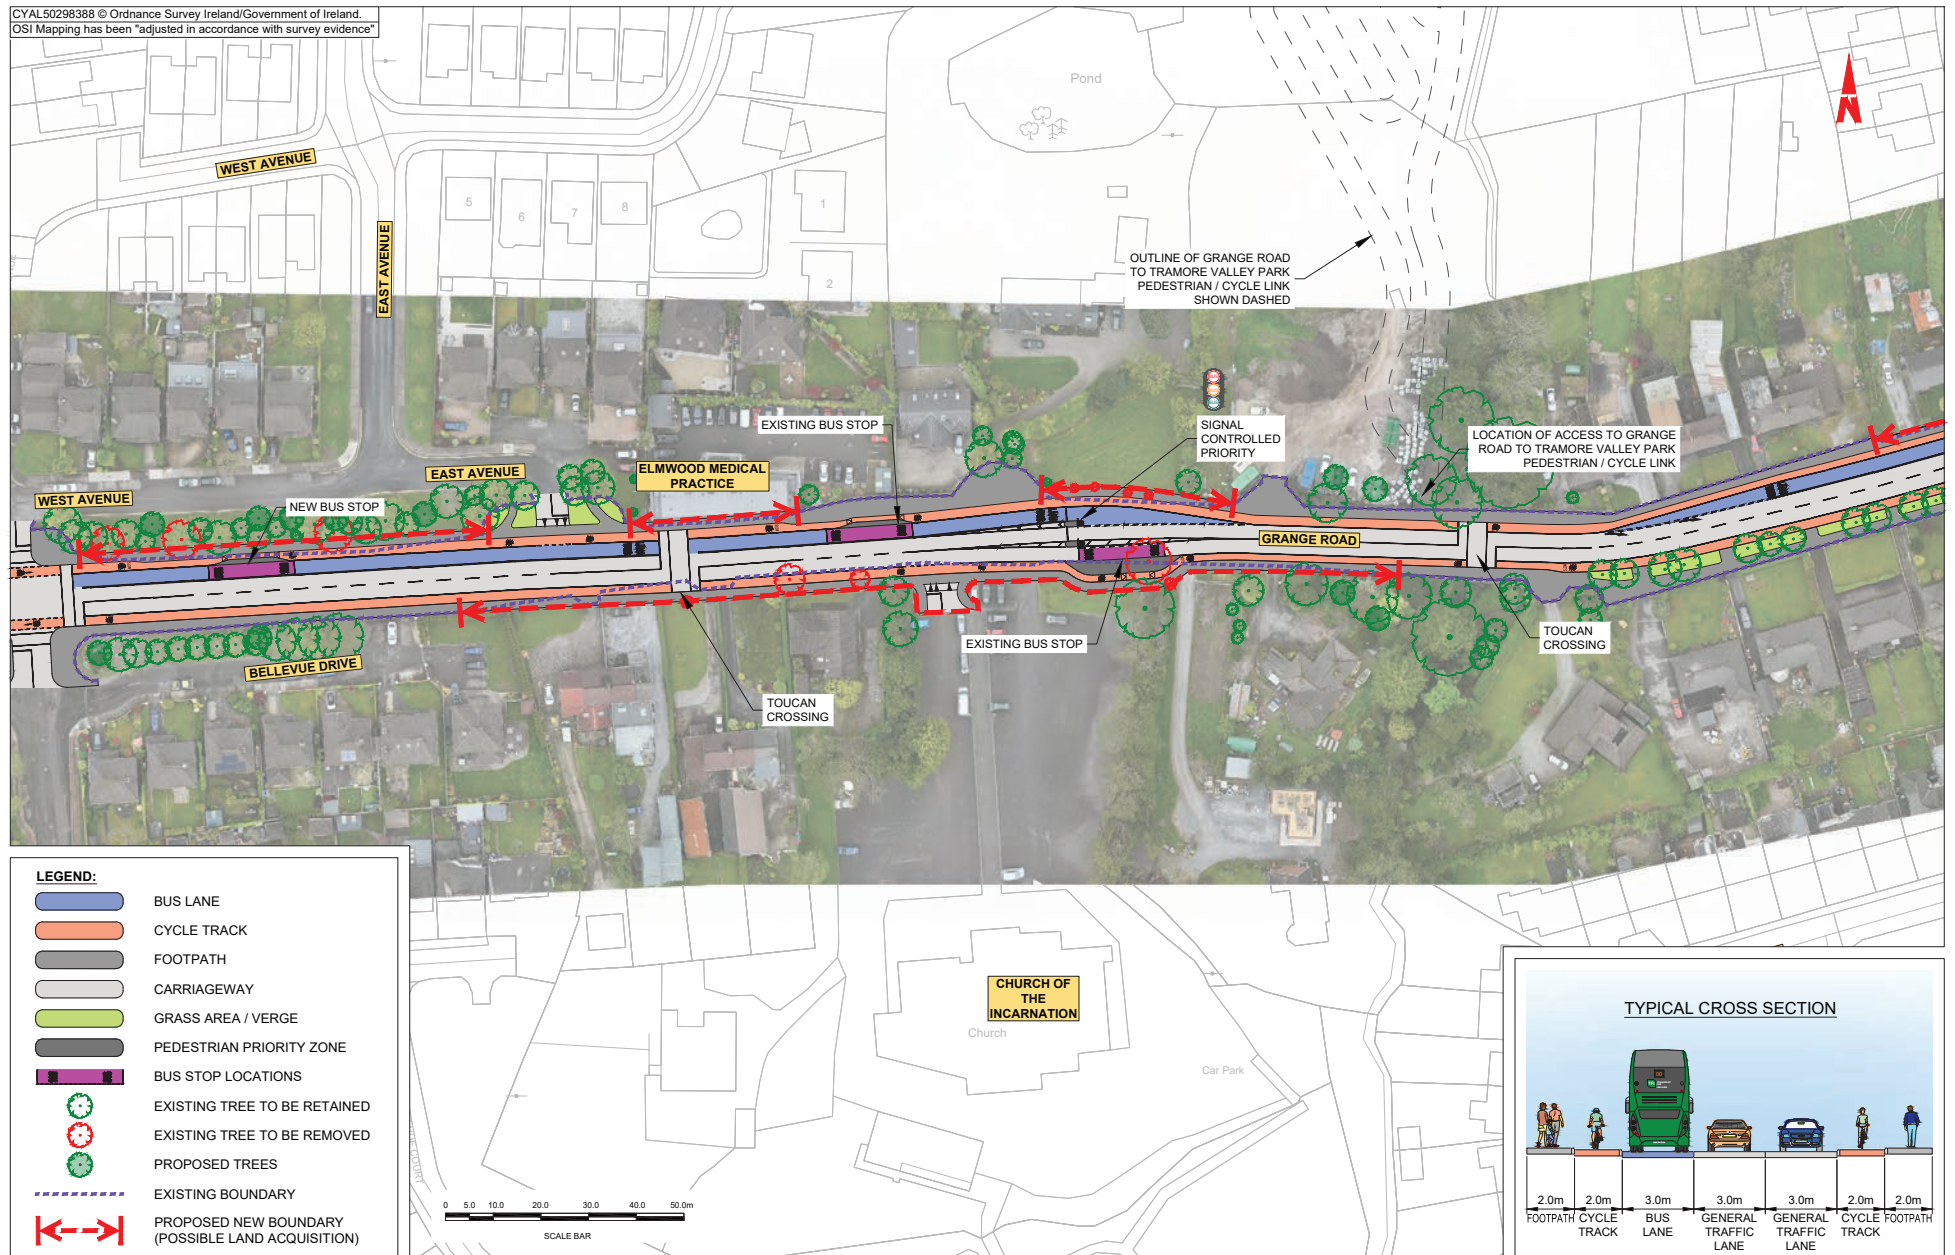 CYAL50298388 © Ordnance Survey Ireland/Government of Ireland.
OSI Mapping has been "adjusted in accordance with survey evidence"
Pond
WEST AVENUE
5
6
7
8
1
2
EAST AVENUE
OUTLINE OF GRANGE ROAD
TO TRAMORE VALLEY PARK
PEDESTRIAN / CYCLE LINK
SHOWN DASHED
EXISTING BUS STOP
SIGNAL
CONTROLLED
PRIORITY
LOCATION OF ACCESS TO GRANGE
ROAD TO TRAMORE VALLEY PARK
PEDESTRIAN / CYCLE LINK
ELMWOOD MEDICAL
PRACTICE
EAST AVENUE
WEST AVENUE
NEW BUS STOP
GRANGE ROAD
EXISTING BUS STOP
TOUCAN
CROSSING
BELLEVUE DRIVE
TOUCAN
CROSSING
LEGEND:
BUS LANE
CYCLE TRACK
FOOTPATH
CARRIAGEWAY
GRASS AREA / VERGE
PEDESTRIAN PRIORITY ZONE
BUS STOP LOCATIONS
EXISTING TREE TO BE RETAINED
EXISTING TREE TO BE REMOVED
PROPOSED TREES
EXISTING BOUNDARY
PROPOSED NEW BOUNDARY
(POSSIBLE LAND ACQUISITION)
CHURCH OF
THE
INCARNATION
Church
Car Park
0 5.0 10.0 20.0 30.0 40.0 50.0m
SCALE BAR
TYPICAL CROSS SECTION
2.0m 2.0m 3.0m 3.0m 3.0m 2.0m 2.0m
FOOTPATH CYCLE TRACK BUS LANE GENERAL TRAFFIC LANE GENERAL TRAFFIC LANE CYCLE TRACK FOOTPATH